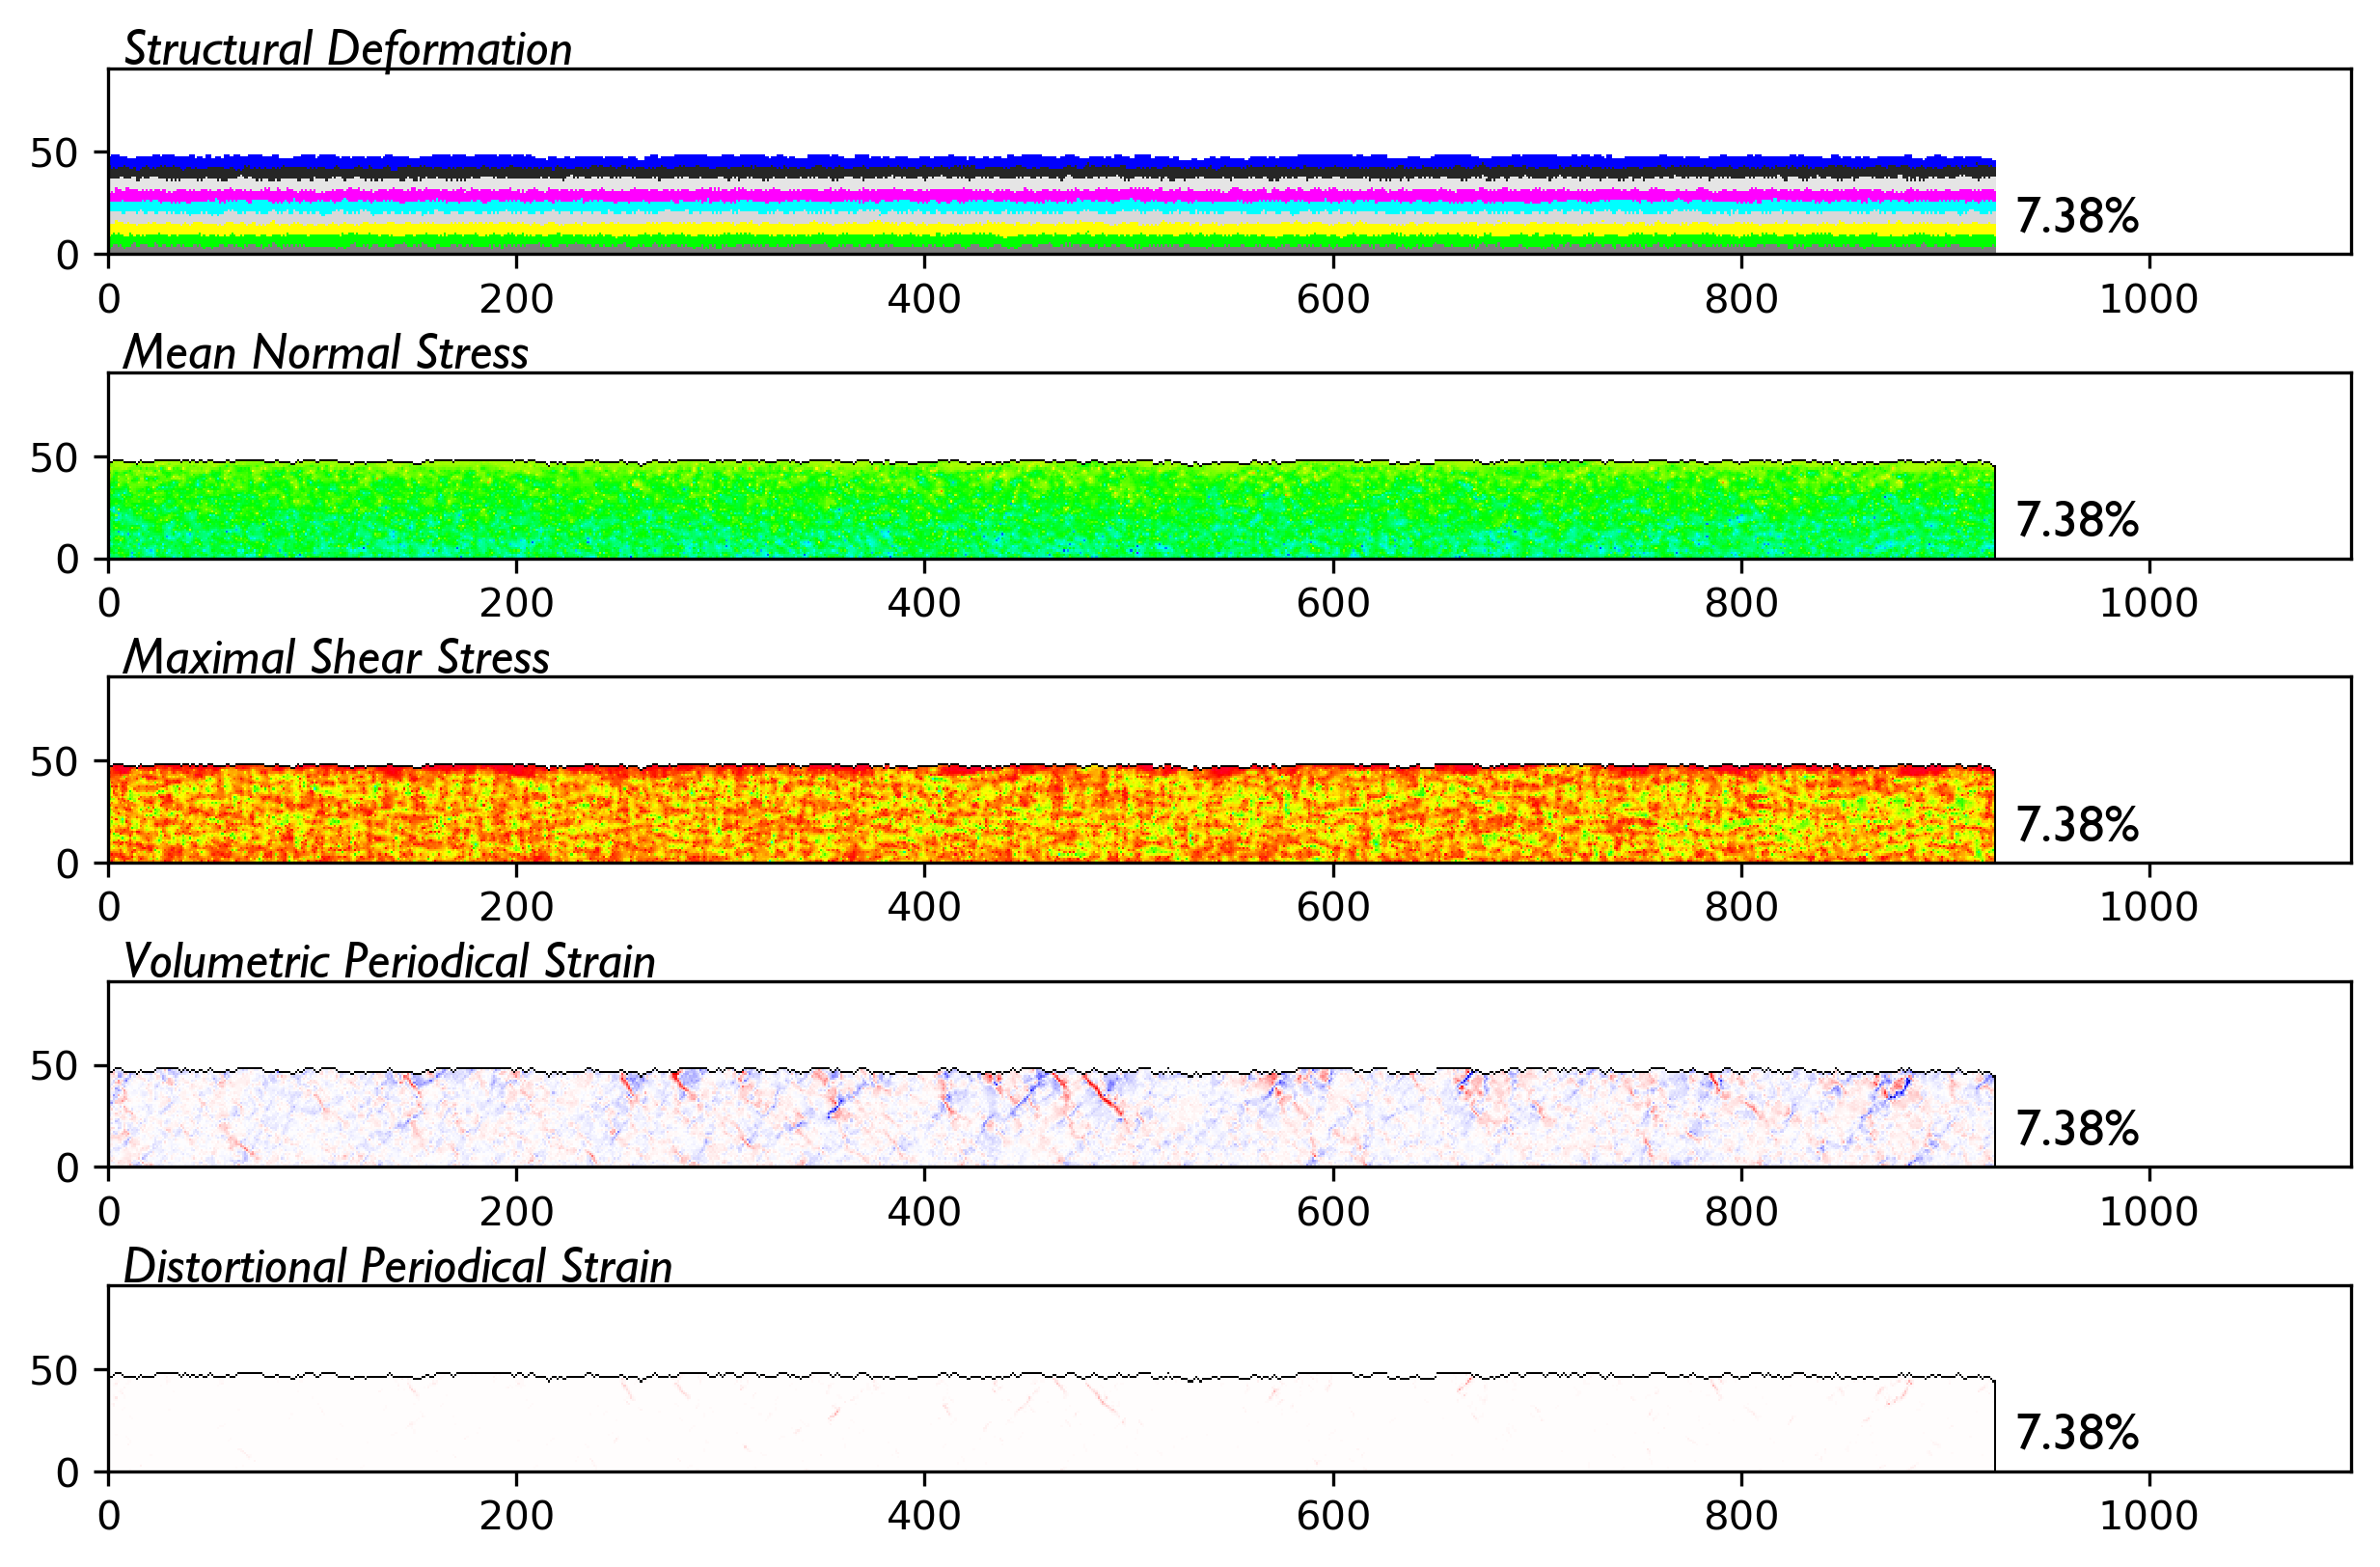 Structural Deformation
50
0
7.38%
0 200 400 600 800 1000
Mean Normal Stress
50
0
7.38%
0 200 400 600 800 1000
Maximal Shear Stress
50
0
7.38%
0 200 400 600 800 1000
Volumetric Periodical Strain
50
0
7.38%
0 200 400 600 800 1000
Distortional Periodical Strain
50
0
7.38%
0 200 400 600 800 1000